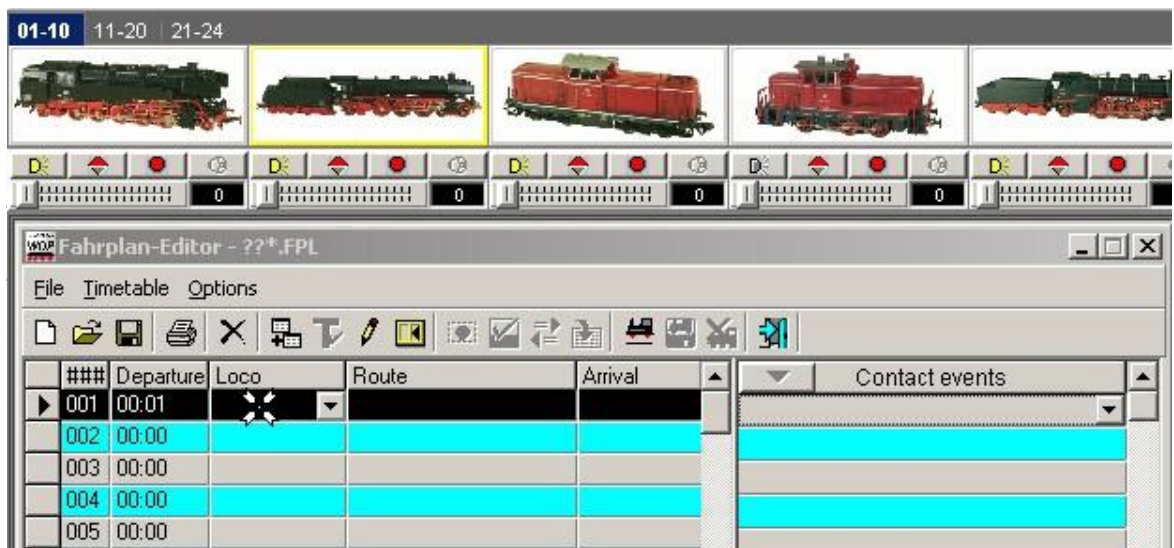 01-10 11-20 21-24
0 0 0 0
Fahrplan-Editor - ??*.FPL
File Timetable Options
### Departure Loco Route Arrival Contact events
001 00:01
002 00:00
003 00:00
004 00:00
005 00:00